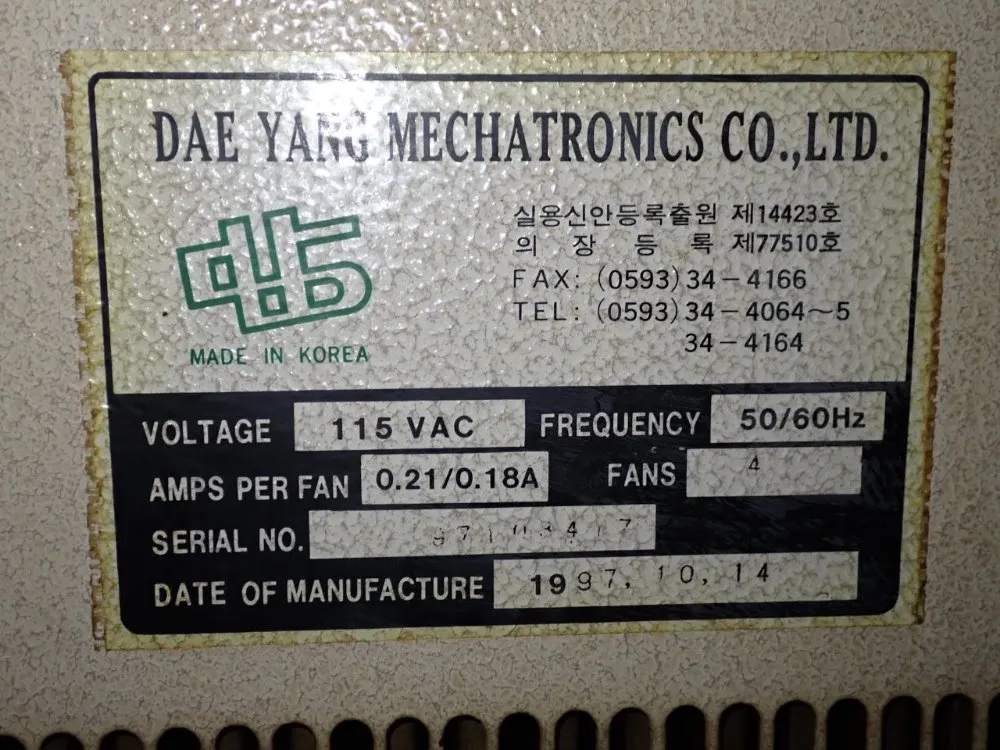 DAE YANG MECHATRONICS CO.,LTD.
MADE IN KOREA
실용신안등록출원 제14423호
의 장 등 록 제77510호
FAX: (0593)34-4166
TEL: (0593)34-4064~5
34-4164
VOLTAGE 115 VAC FREQUENCY 50/60Hz
AMPS PER FAN 0.21/0.18A FANS 4
SERIAL NO.
DATE OF MANUFACTURE 1997, 10, 14